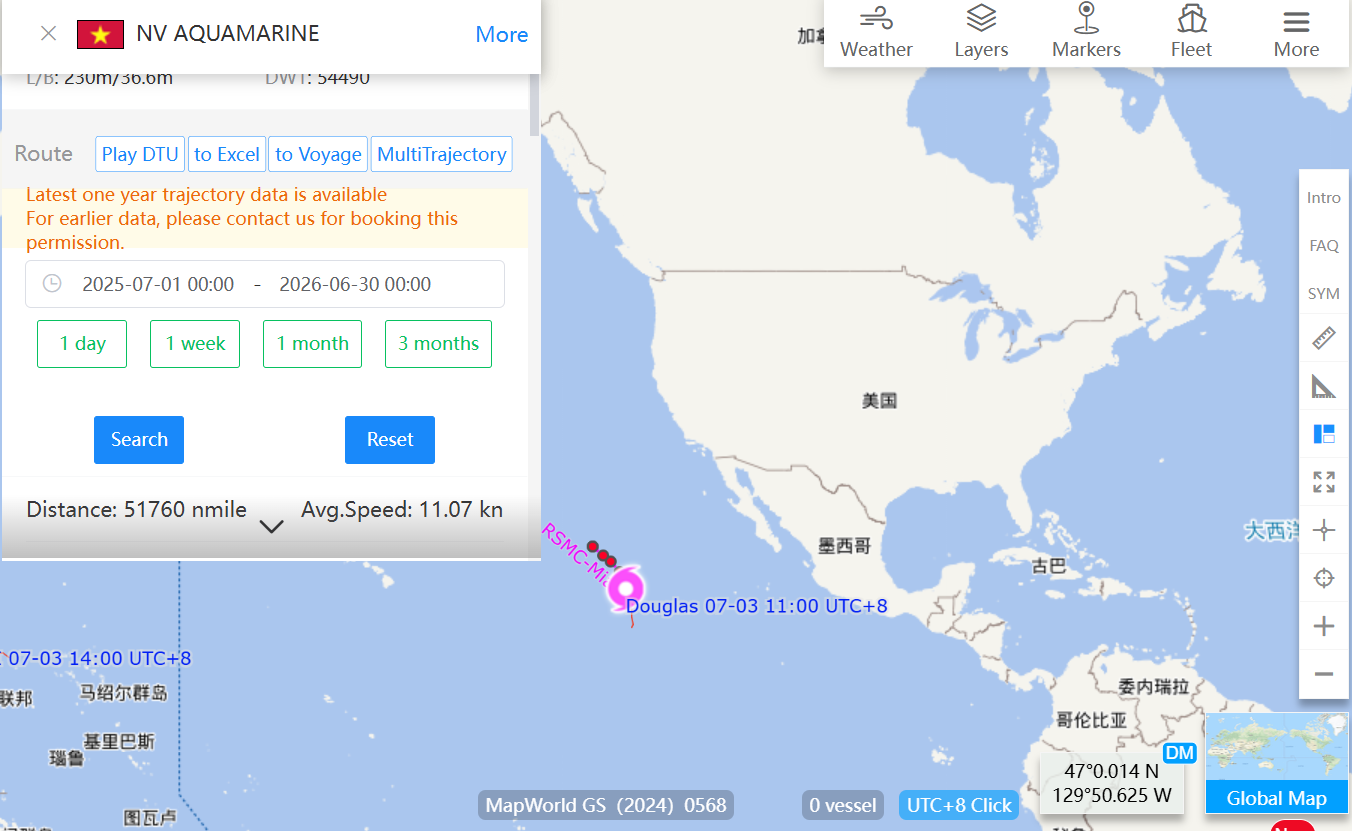 NV AQUAMARINE
More
L/B: 230m/36.6m
DWT: 54490
Route
Play DTU
to Excel
to Voyage
MultiTrajectory
Latest one year trajectory data is available
For earlier data, please contact us for booking this
permission.
2025-07-01 00:00 - 2026-06-30 00:00
1 day
1 week
1 month
3 months
Search
Reset
Distance: 51760 nmile
Avg.Speed: 11.07 kn
Weather
Layers
Markers
Fleet
More
Intro
FAQ
SYM
美国
墨西哥
古巴
大西洋
RSMC-Mi
Douglas 07-03 11:00 UTC+8
07-03 14:00 UTC+8
联邦
马绍尔群岛
基里巴斯
瑙鲁
图瓦卢
委内瑞拉
哥伦比亚
DM
47°0.014 N
129°50.625 W
MapWorld GS (2024) 0568
0 vessel
UTC+8 Click
Global Map